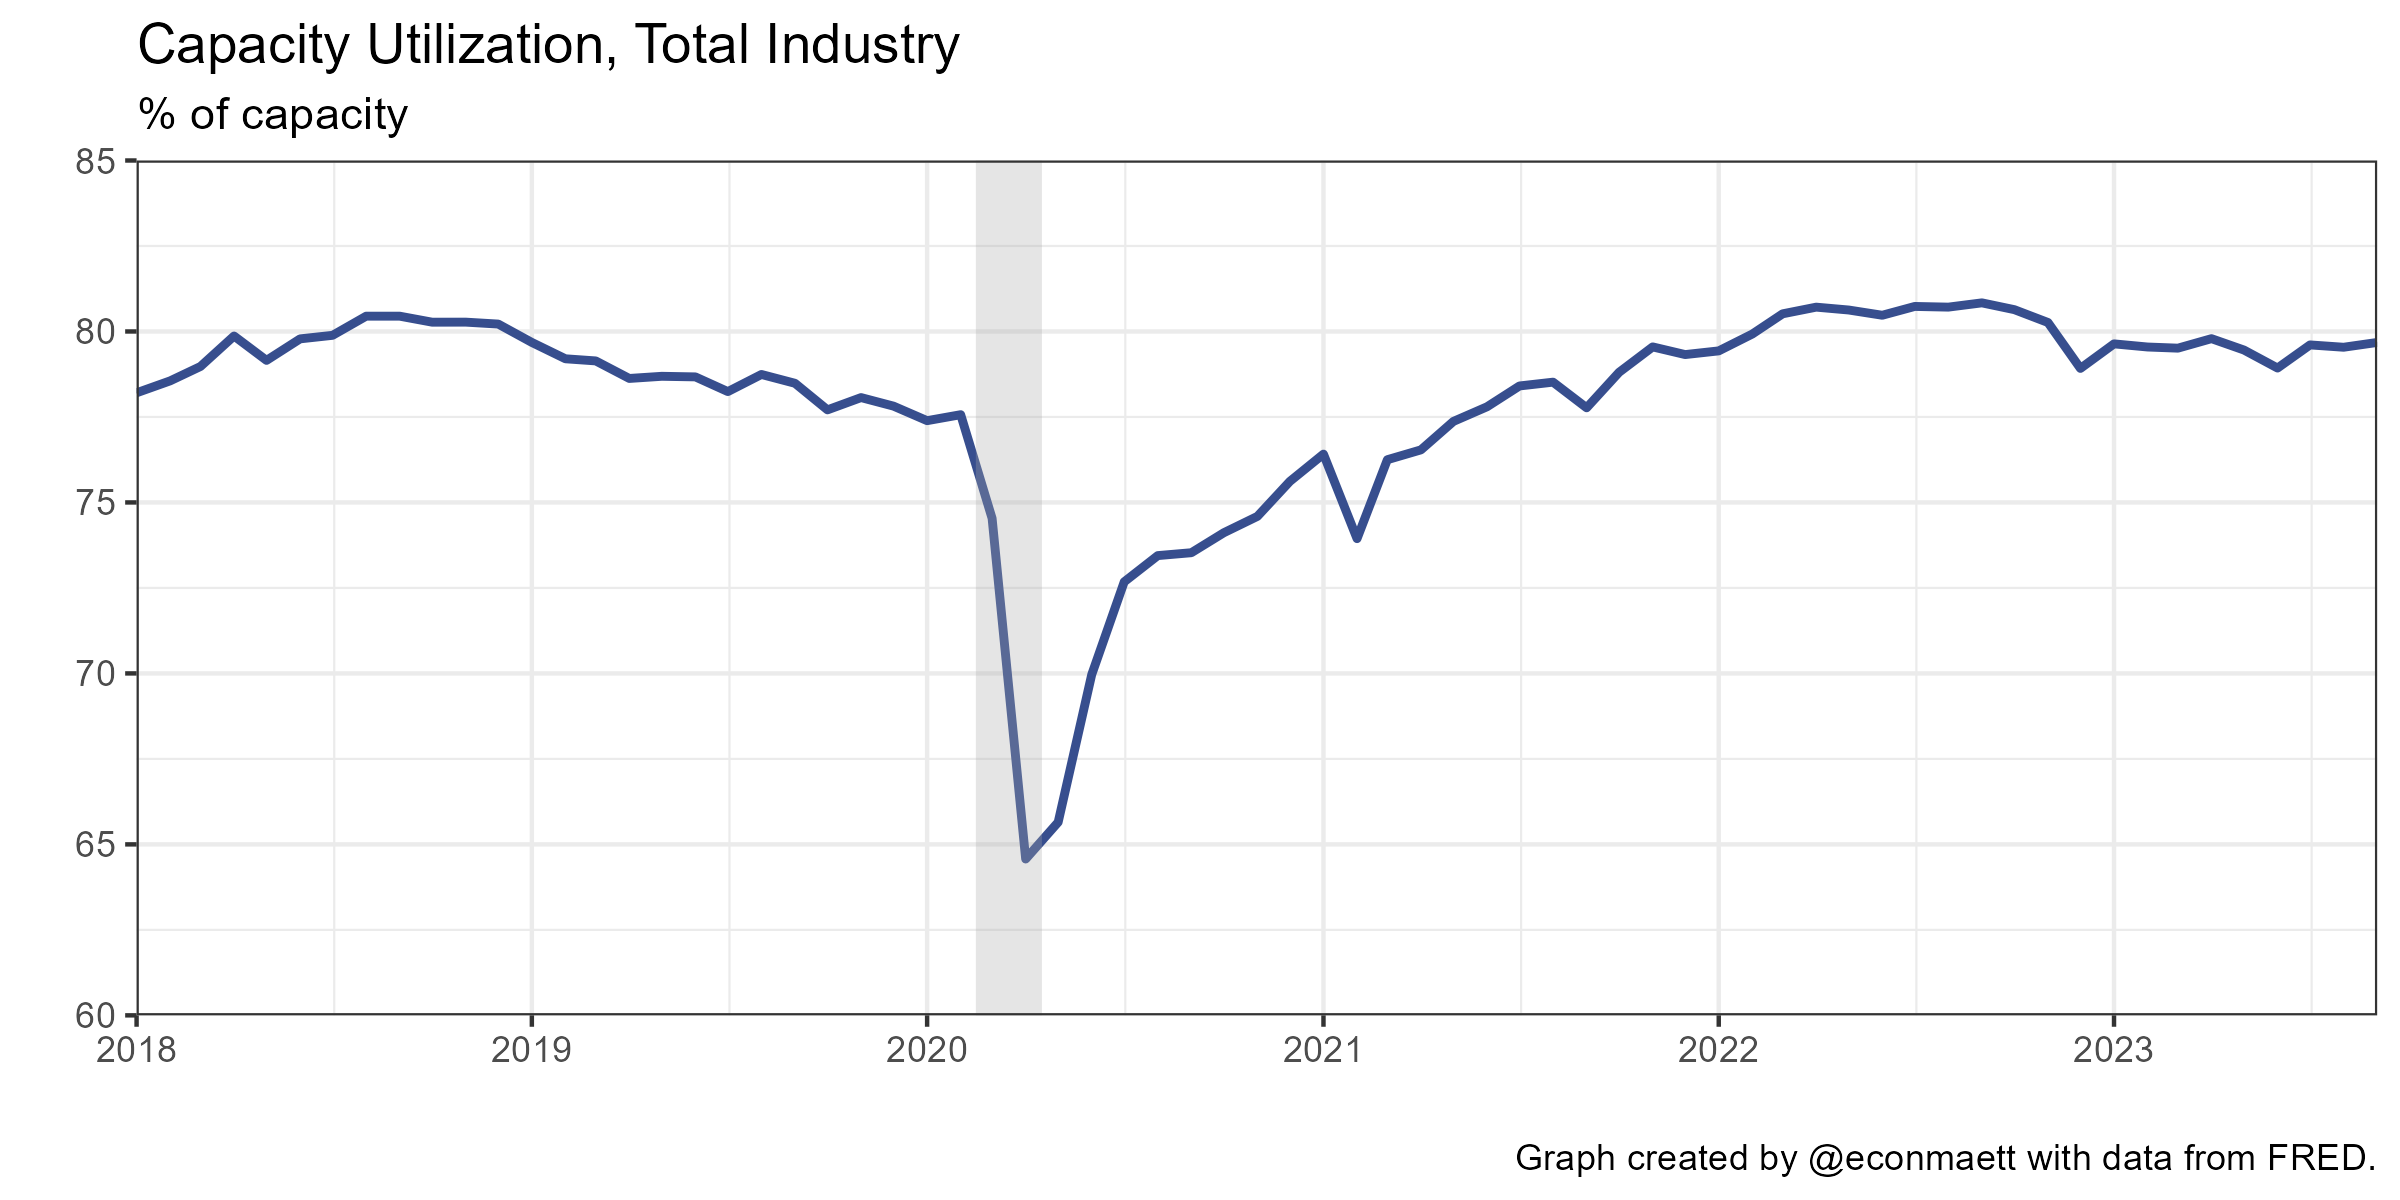 Capacity Utilization, Total Industry
% of capacity
85
80
75
70
65
60
2018 2019 2020 2021 2022 2023
Graph created by @econmaett with data from FRED.